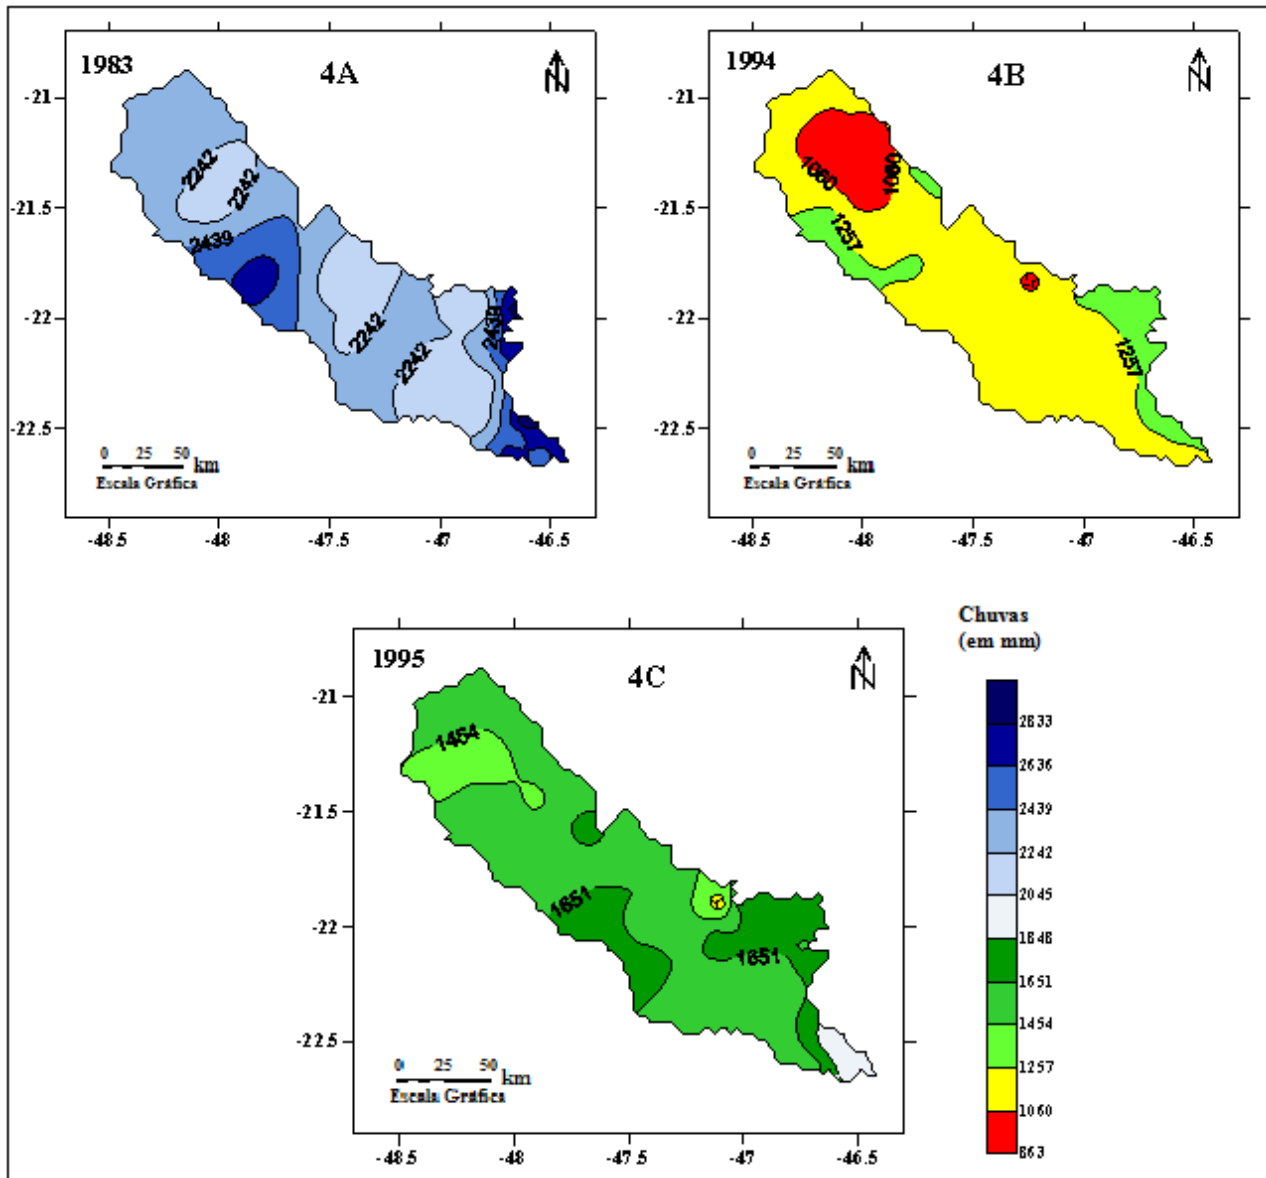 1983
4A
N
-21
-21.5
-22
-22.5
2242
2242
2439
2242
2242
2439
0 25 50
km
Escala Gráfica
-48.5 -48 -47.5 -47 -46.5
1994
4B
N
-21
-21.5
-22
-22.5
1060
1060
1257
1257
0 25 50
km
Escala Gráfica
-48.5 -48 -47.5 -47 -46.5
1995
4C
N
-21
-21.5
-22
-22.5
1454
1651
1651
0 25 50
km
Escala Gráfica
-48.5 -48 -47.5 -47 -46.5
Chuvas
(em mm)
2833
2636
2439
2242
2045
1848
1651
1454
1257
1060
863